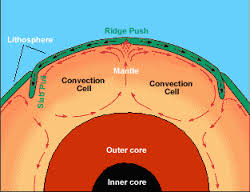 Ridge Push
Lithosphere
Mantle
Slab Pull
Convection
Cell
Convection
Cell
Outer core
Inner core